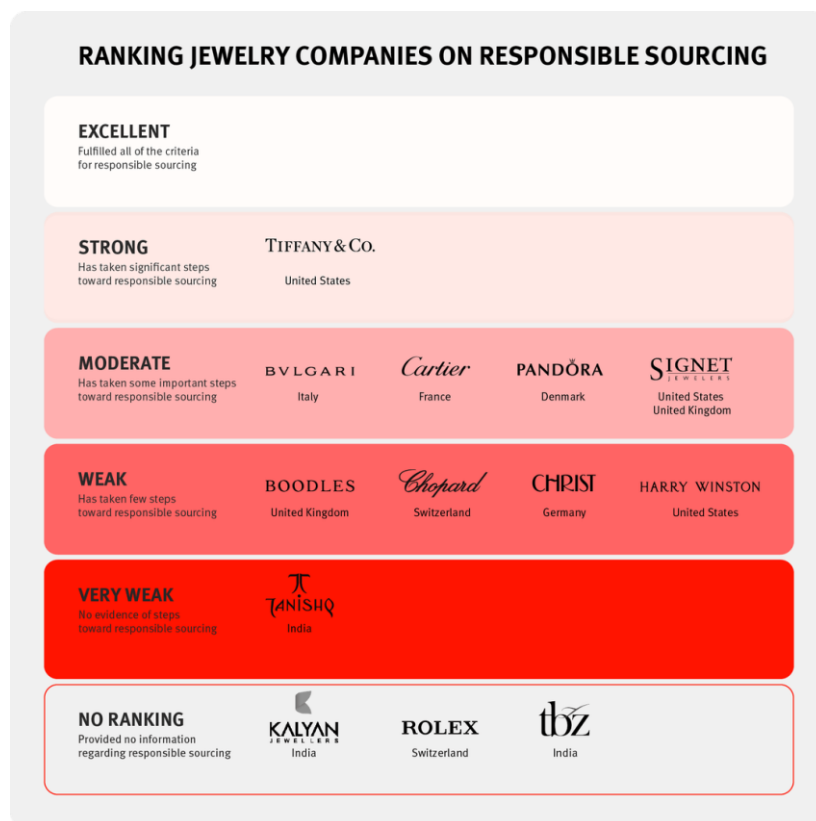 RANKING JEWELRY COMPANIES ON RESPONSIBLE SOURCING
EXCELLENT
Fulfilled all of the criteria
for responsible sourcing
STRONG
Has taken significant steps
toward responsible sourcing
TIFFANY & CO.
United States
MODERATE
Has taken some important steps
toward responsible sourcing
BVLGARI
Italy
Cartier
France
PANDÖRA
Denmark
SIGNET
JEWELERS
United States
United Kingdom
WEAK
Has taken few steps
toward responsible sourcing
BOODLES
United Kingdom
Chopard
Switzerland
CHRIST
Germany
HARRY WINSTON
United States
VERY WEAK
No evidence of steps
toward responsible sourcing
TANISHQ
India
NO RANKING
Provided no information
regarding responsible sourcing
KALYAN
JEWELLERS
India
ROLEX
Switzerland
tbz
India